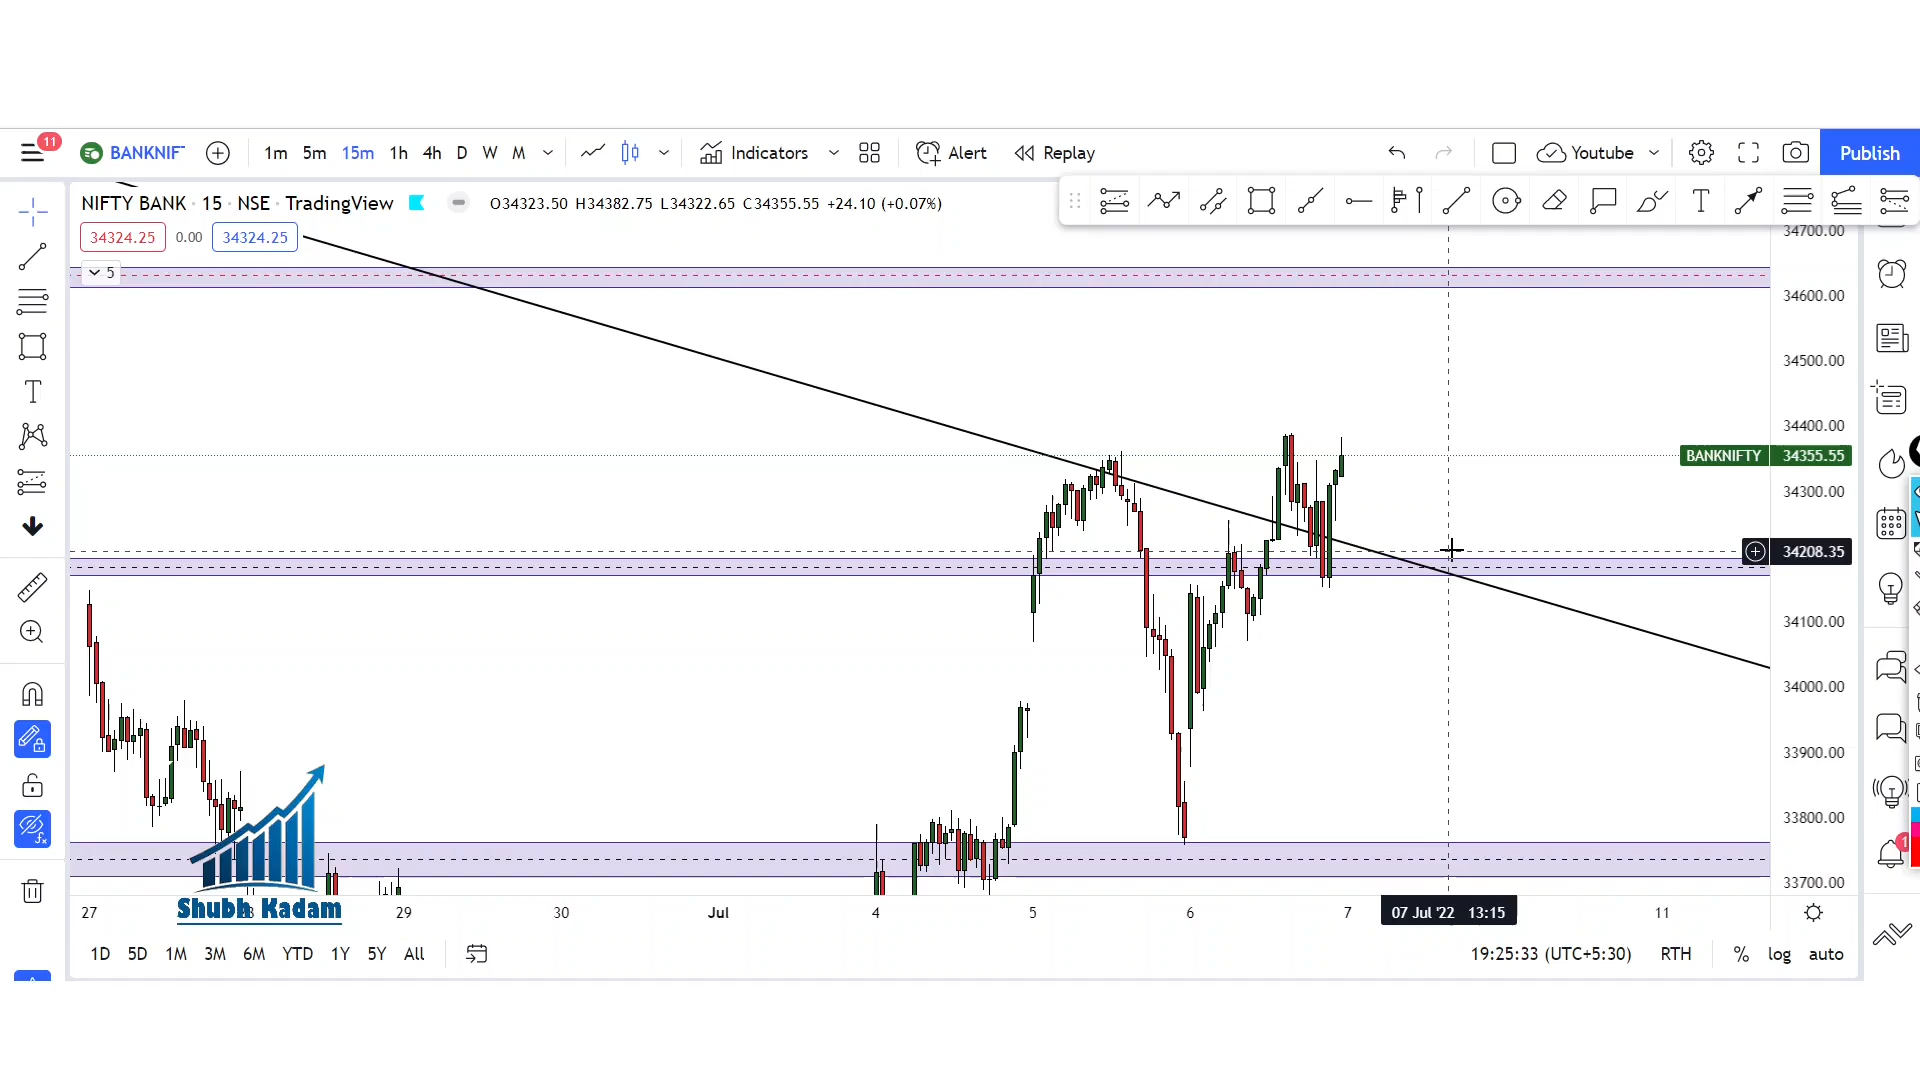 11
BANKNIF
1m 5m 15m 1h 4h D W M
Indicators
Alert
Replay
Youtube
Publish
NIFTY BANK · 15 · NSE · TradingView
O34323.50 H34382.75 L34322.65 C34355.55 +24.10 (+0.07%)
34324.25 0.00 34324.25
5
34700.00
34600.00
34500.00
34400.00
BANKNIFTY 34355.55
34300.00
34208.35
34100.00
34000.00
33900.00
33800.00
33700.00
Shubh Kadam
27 28 29 30 Jul 4 5 6 7 07 Jul '22 13:15 11
1D 5D 1M 3M 6M YTD 1Y 5Y All
19:25:33 (UTC+5:30) RTH % log auto